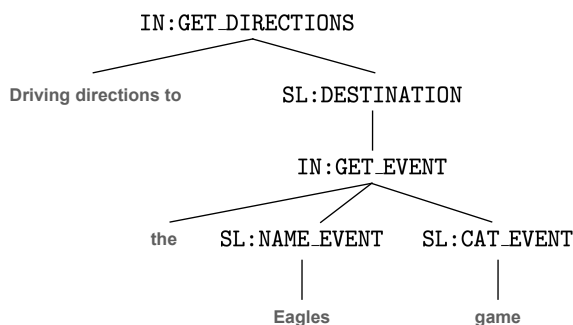 IN:GET_DIRECTIONS
Driving directions to SL:DESTINATION
IN:GET_EVENT
the SL:NAME_EVENT SL:CAT_EVENT
Eagles game